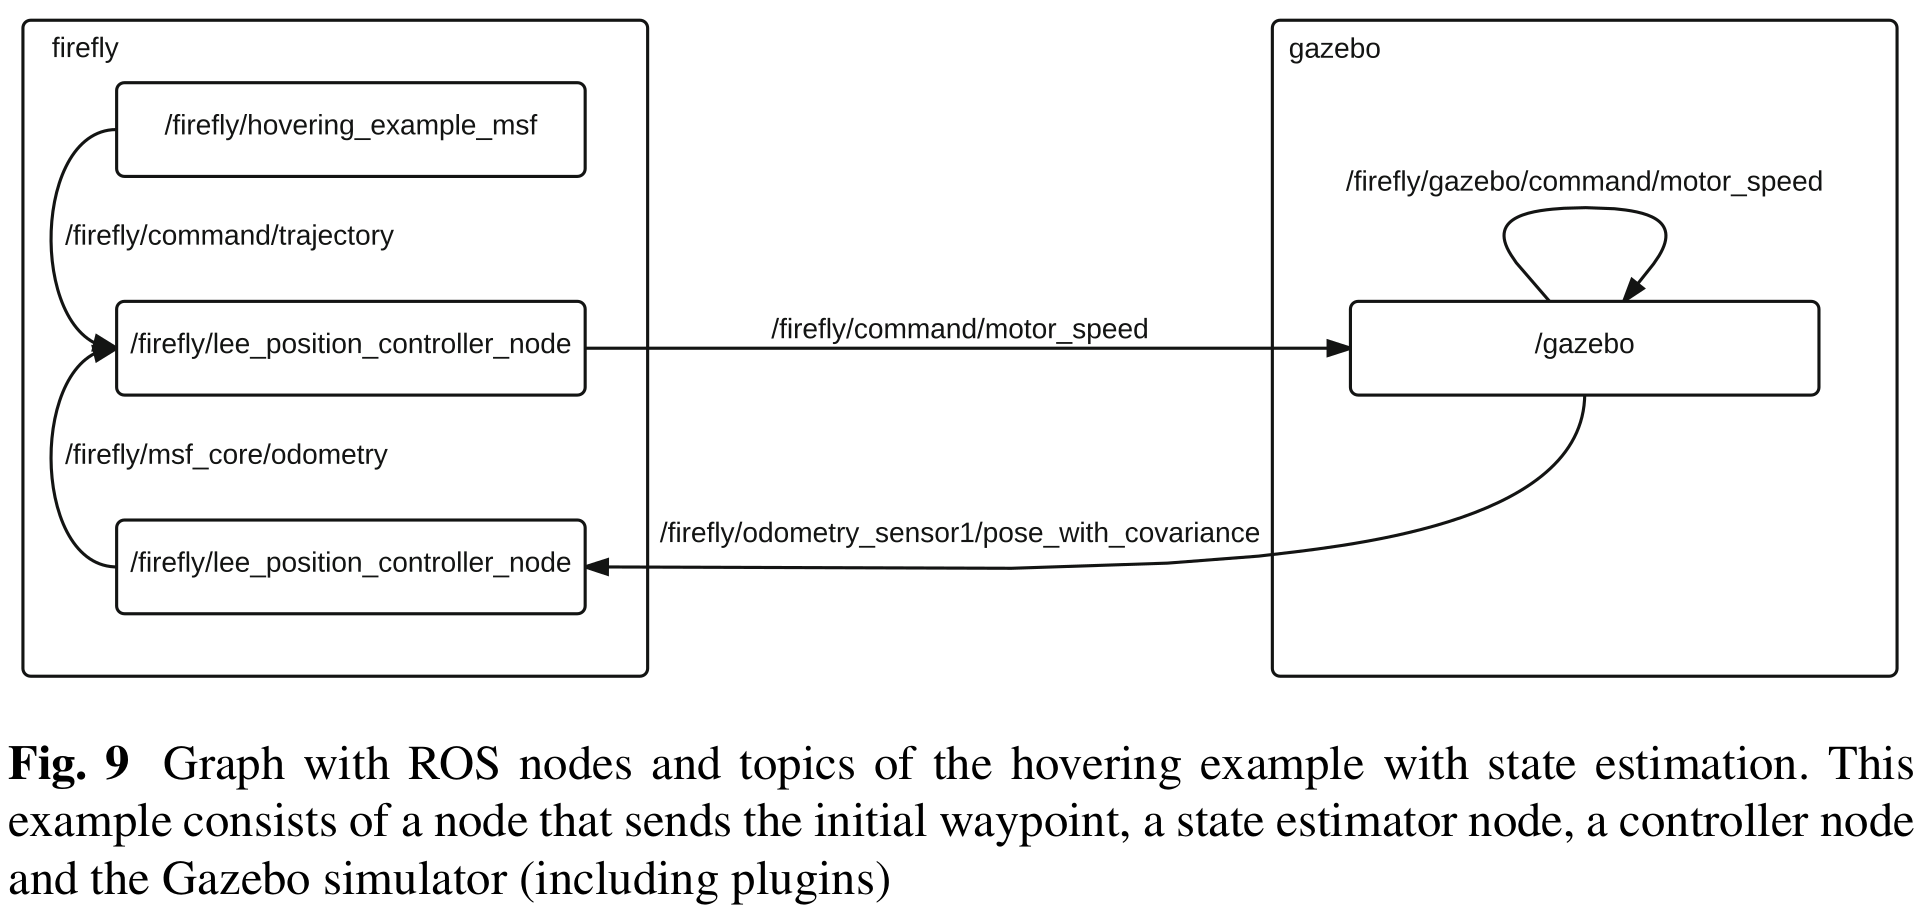 firefly
/firefly/hovering_example_msf
/firefly/command/trajectory
/firefly/lee_position_controller_node
/firefly/msf_core/odometry
/firefly/lee_position_controller_node
/firefly/command/motor_speed
/firefly/odometry_sensor1/pose_with_covariance
gazebo
/firefly/gazebo/command/motor_speed
/gazebo
Fig. 9 Graph with ROS nodes and topics of the hovering example with state estimation. This
example consists of a node that sends the initial waypoint, a state estimator node, a controller node
and the Gazebo simulator (including plugins)